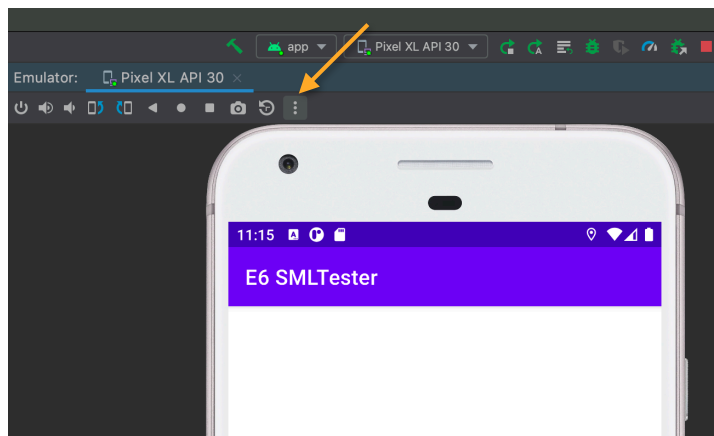 app
Pixel XL API 30
Emulator:
Pixel XL API 30
11:15
E6 SMLTester